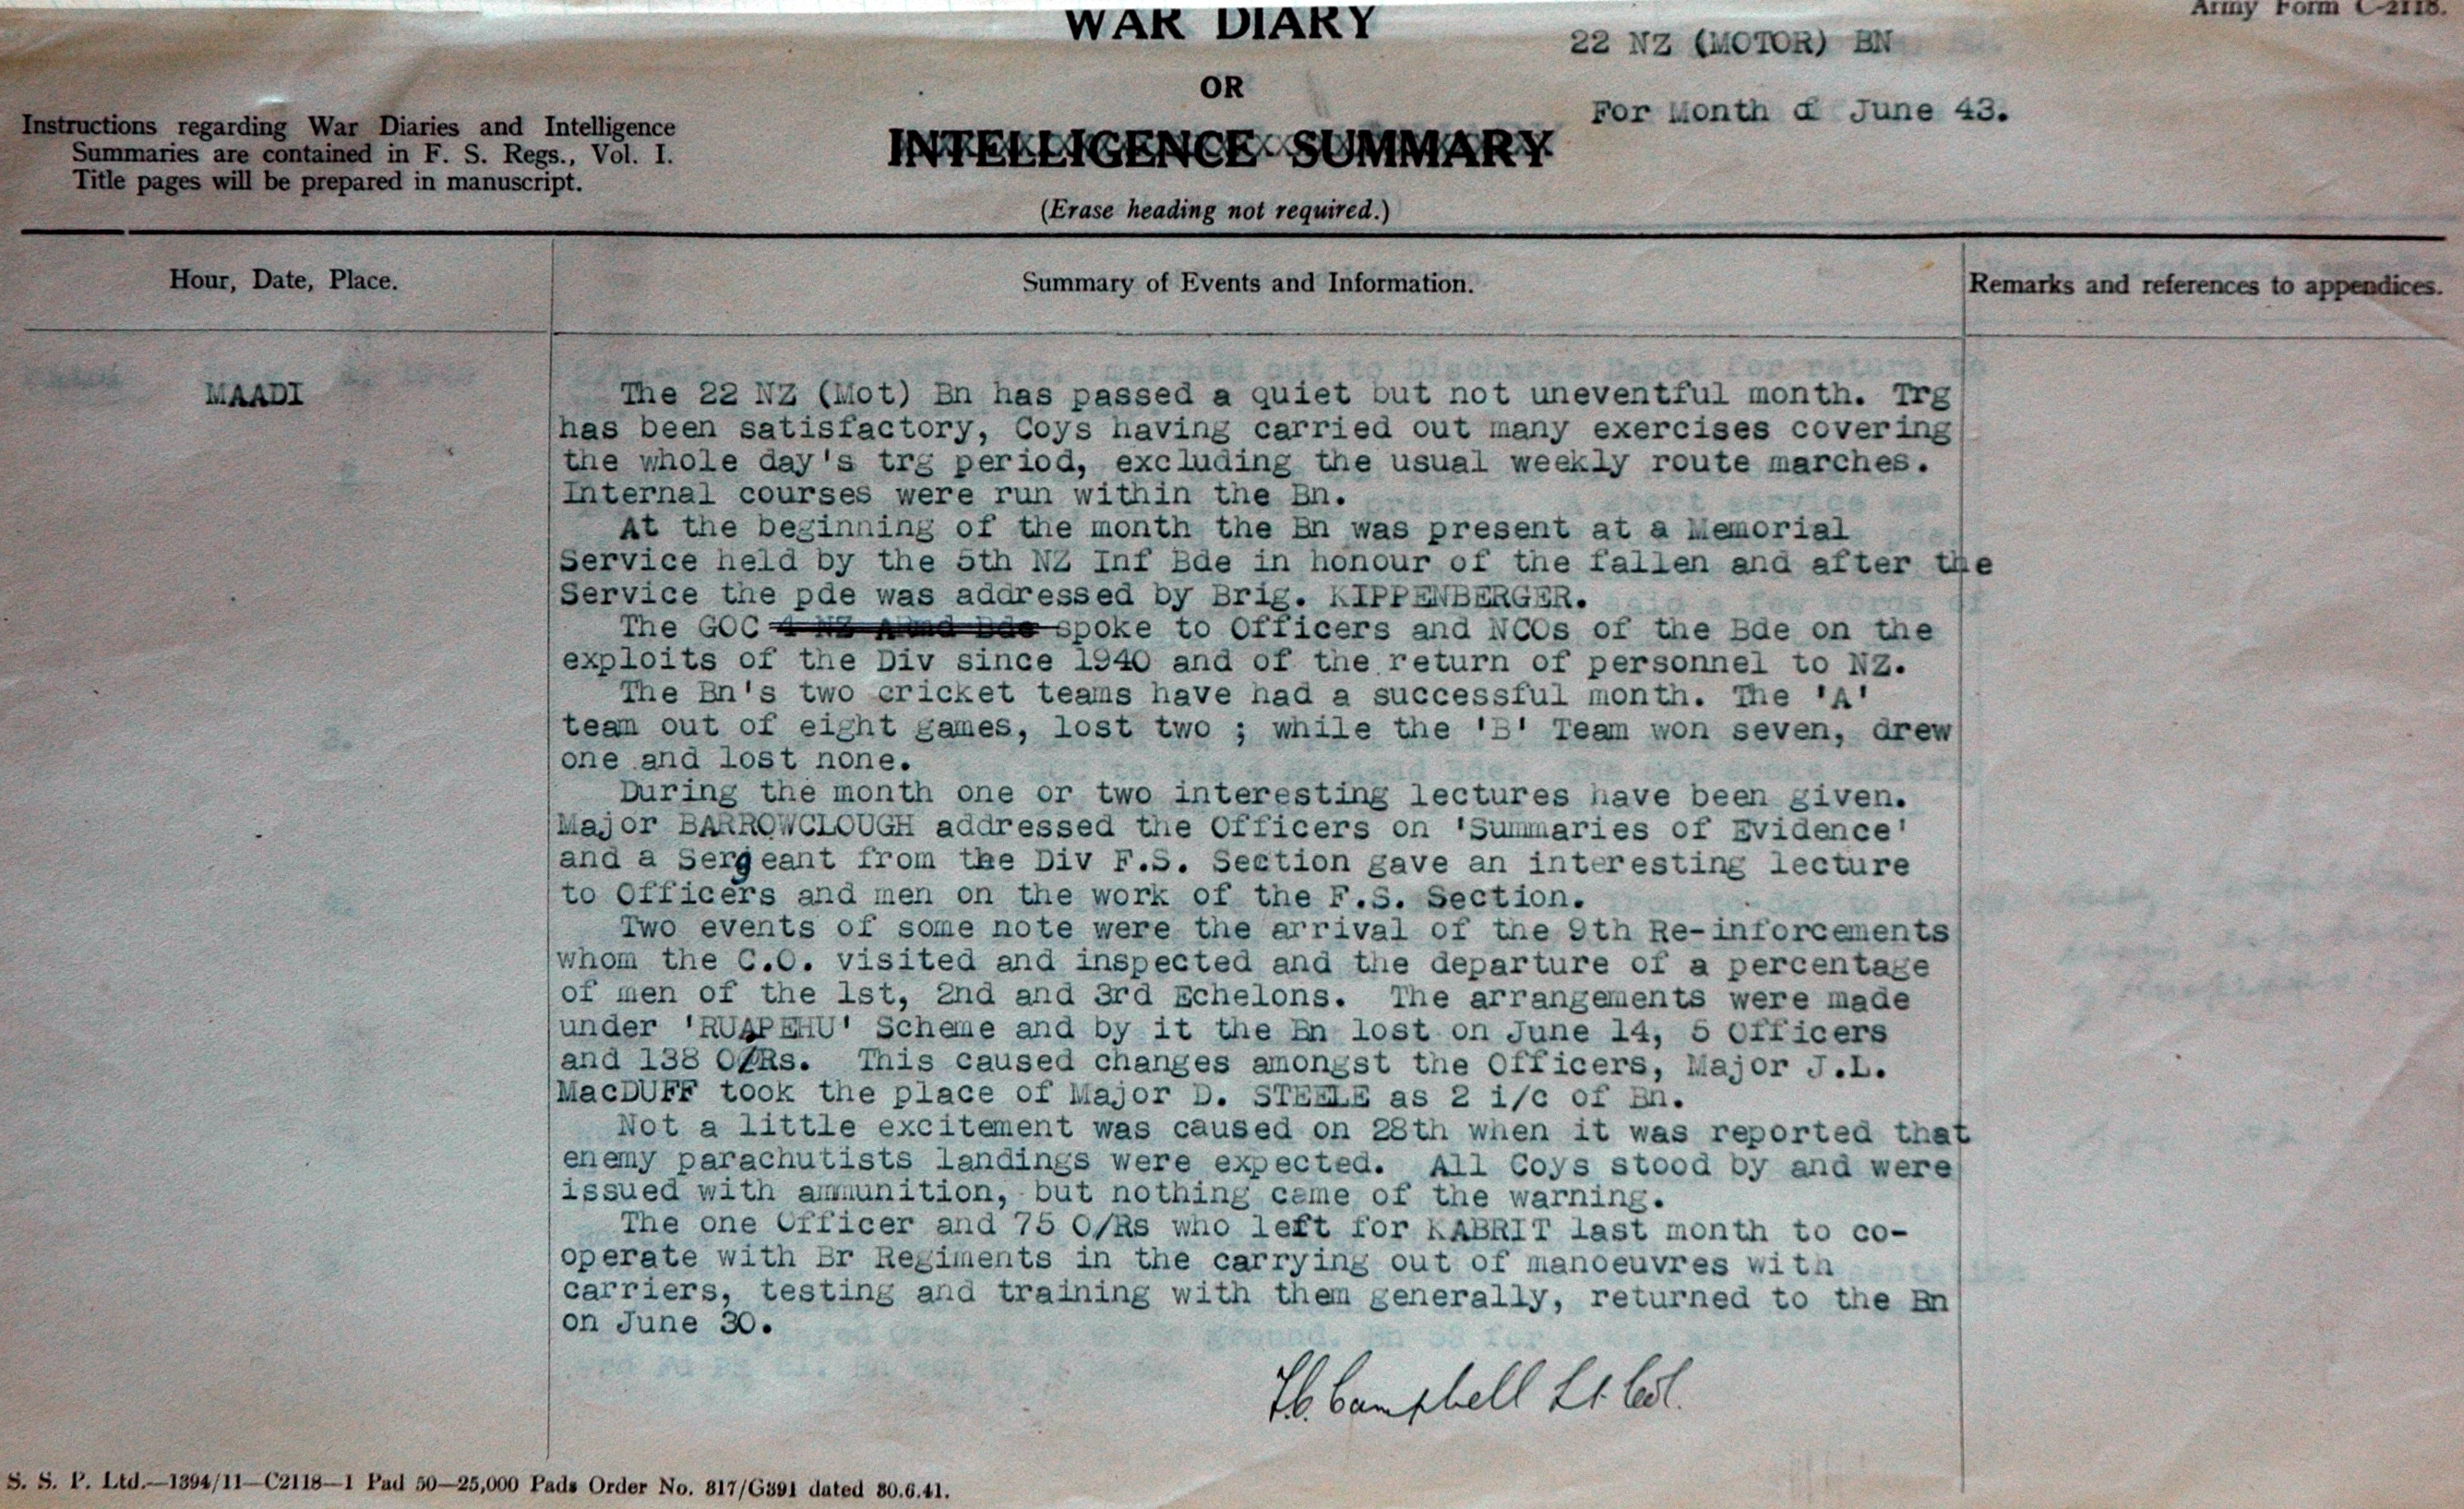 Army Form C-2118.
WAR DIARY
22 NZ (MOTOR) BN
OR
For Month of June 43.
Instructions regarding War Diaries and Intelligence
Summaries are contained in F. S. Regs., Vol. I.
Title pages will be prepared in manuscript.
INTELLIGENCE SUMMARY
(Erase heading not required.)
Hour, Date, Place.
Summary of Events and Information.
Remarks and references to appendices.
MAADI
The 22 NZ (Mot) Bn has passed a quiet but not uneventful month. Trg
has been satisfactory, Coys having carried out many exercises covering
the whole day's trg period, excluding the usual weekly route marches.
Internal courses were run within the Bn.
At the beginning of the month the Bn was present at a Memorial
Service held by the 5th NZ Inf Bde in honour of the fallen and after the
Service the pde was addressed by Brig. KIPPENBERGER.
The GOC 4 NZ Armd Bde spoke to Officers and NCOs of the Bde on the
exploits of the Div since 1940 and of the return of personnel to NZ.
The Bn's two cricket teams have had a successful month. The 'A'
team out of eight games, lost two ; while the 'B' Team won seven, drew
one and lost none.
During the month one or two interesting lectures have been given.
Major BARROWCLOUGH addressed the Officers on 'Summaries of Evidence'
and a Sergeant from the Div F.S. Section gave an interesting lecture
to Officers and men on the work of the F.S. Section.
Two events of some note were the arrival of the 9th Re-inforcements
whom the C.O. visited and inspected and the departure of a percentage
of men of the 1st, 2nd and 3rd Echelons. The arrangements were made
under 'RUAPEHU' Scheme and by it the Bn lost on June 14, 5 Officers
and 138 O/Rs. This caused changes amongst the Officers, Major J.L.
MacDUFF took the place of Major D. STEELE as 2 i/c of Bn.
Not a little excitement was caused on 28th when it was reported that
enemy parachutists landings were expected. All Coys stood by and were
issued with ammunition, but nothing came of the warning.
The one Officer and 75 O/Rs who left for KABRIT last month to co-
operate with Br Regiments in the carrying out of manoeuvres with
carriers, testing and training with them generally, returned to the Bn
on June 30.
Campbell Lt Col.
S. S. P. Ltd.—1394/11—C2118—1 Pad 50—25,000 Pads Order No. 817/G391 dated 30.6.41.